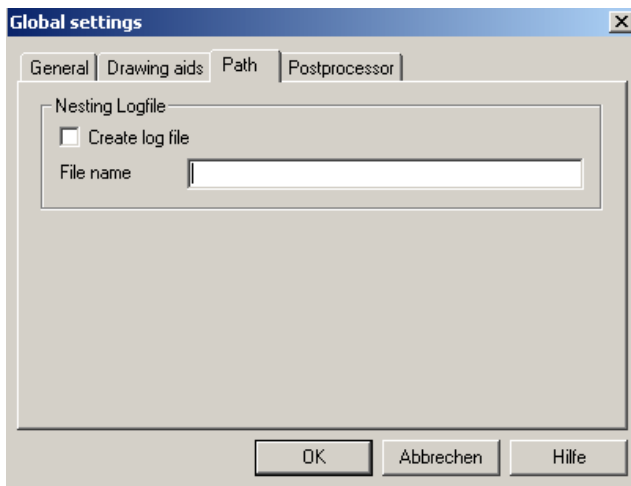 Global settings
General Drawing aids Path Postprocessor
Nesting Logfile
Create log file
File name
OK Abbrechen Hilfe